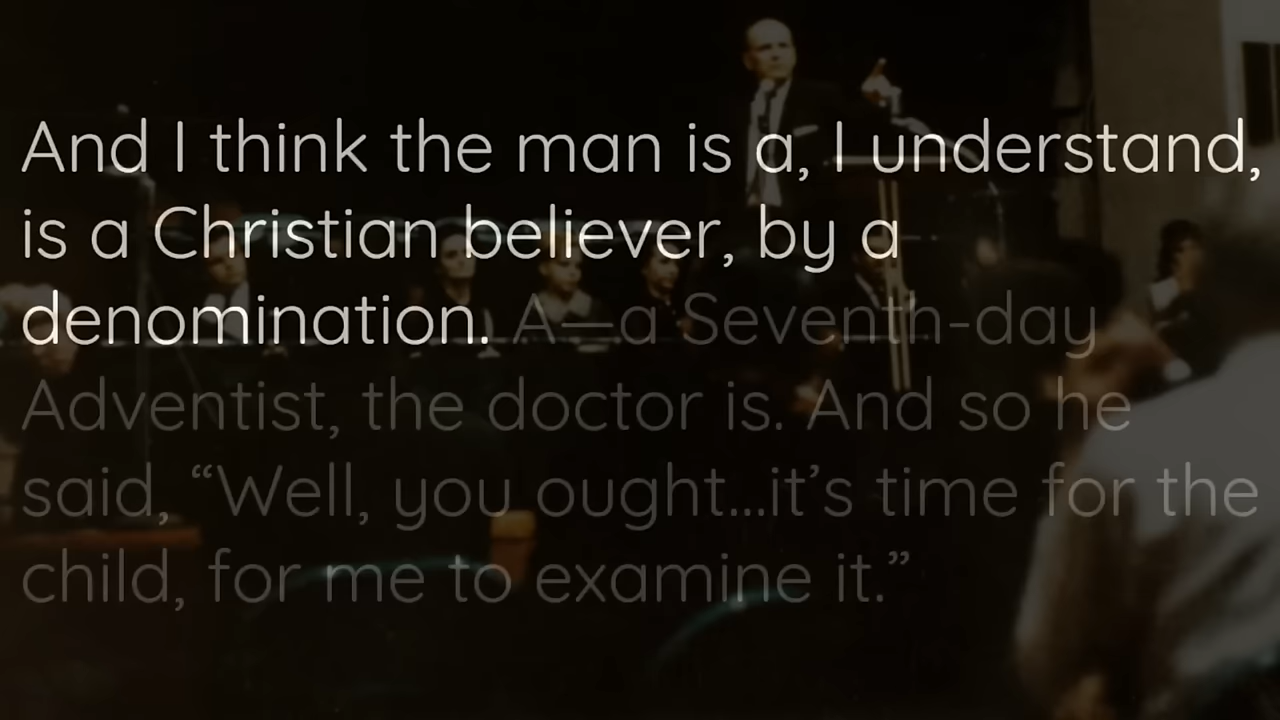 And I think the man is a, I understand,
is a Christian believer, by a
denomination. A—a Seventh-day
Adventist, the doctor is. And so he
said, “Well, you ought...it’s time for the
child, for me to examine it.”